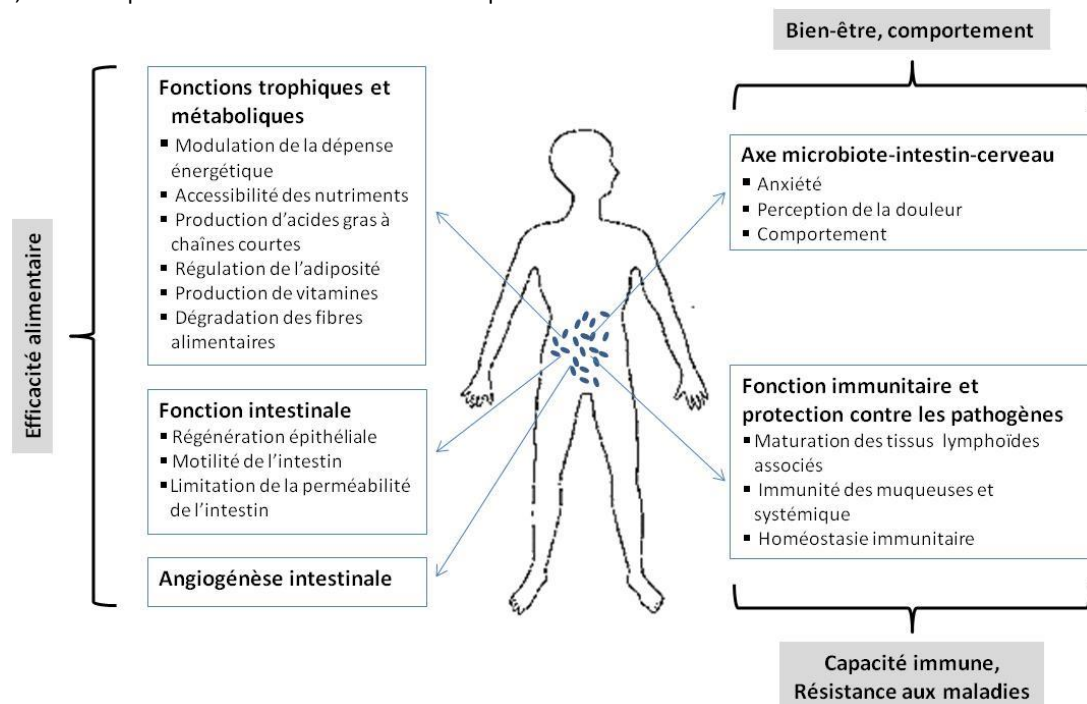 Bien-être, comportement
Fonctions trophiques et
métaboliques
▪ Modulation de la dépense
énergétique
▪ Accessibilité des nutriments
▪ Production d'acides gras à
chaînes courtes
▪ Régulation de l'adiposité
▪ Production de vitamines
▪ Dégradation des fibres
alimentaires
Axe microbiote-intestin-cerveau
▪ Anxiété
▪ Perception de la douleur
▪ Comportement
Efficacité alimentaire
Fonction intestinale
▪ Régénération épithéliale
▪ Motilité de l'intestin
▪ Limitation de la perméabilité
de l'intestin
Fonction immunitaire et
protection contre les pathogènes
▪ Maturation des tissus lymphoïdes
associés
▪ Immunité des muqueuses et
systémique
▪ Homéostasie immunitaire
Angiogénèse intestinale
Capacité immune,
Résistance aux maladies